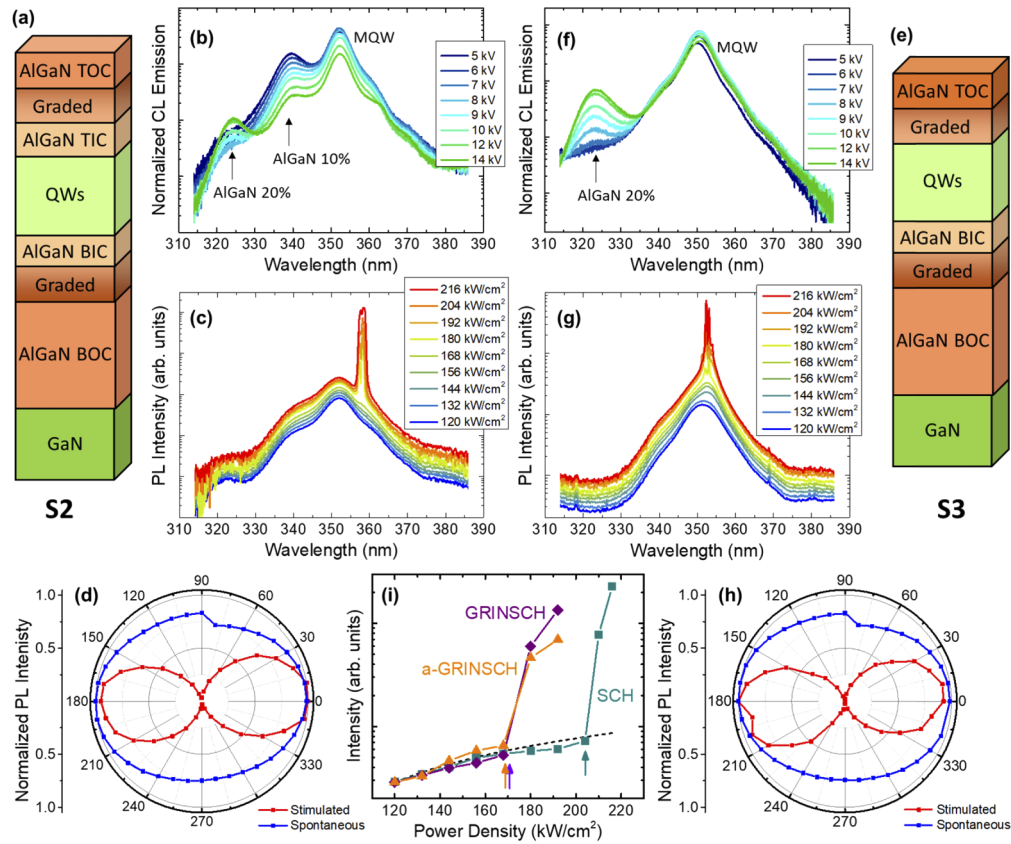 (a)
AlGaN TOC
Graded
AlGaN TIC
QWs
AlGaN BIC
Graded
AlGaN BOC
GaN
S2
(b)
MQW
5 kV
6 kV
7 kV
8 kV
9 kV
10 kV
12 kV
14 kV
AlGaN 10%
AlGaN 20%
Normalized CL Emission
310 320 330 340 350 360 370 380 390
Wavelength (nm)
(f)
MQW
5 kV
6 kV
7 kV
8 kV
9 kV
10 kV
12 kV
14 kV
AlGaN 20%
Normalized CL Emission
310 320 330 340 350 360 370 380 390
Wavelength (nm)
(e)
AlGaN TOC
Graded
QWs
AlGaN BIC
Graded
AlGaN BOC
GaN
S3
(c)
216 kW/cm²
204 kW/cm²
192 kW/cm²
180 kW/cm²
168 kW/cm²
156 kW/cm²
144 kW/cm²
132 kW/cm²
120 kW/cm²
PL Intensity (arb. units)
310 320 330 340 350 360 370 380 390
Wavelength (nm)
(g)
216 kW/cm²
204 kW/cm²
192 kW/cm²
180 kW/cm²
168 kW/cm²
156 kW/cm²
144 kW/cm²
132 kW/cm²
120 kW/cm²
PL Intensity (arb. units)
310 320 330 340 350 360 370 380 390
Wavelength (nm)
(d)
Normalized PL Intenisty
1.0
0.5
0.5
1.0
90
120 60
150 30
180 0
210 330
240 300
270
Stimulated
Spontaneous
(i)
GRINSCH
a-GRINSCH
SCH
Intensity (arb. units)
120 140 160 180 200 220
Power Density (kW/cm²)
(h)
Normalized PL Intenisty
1.0
0.5
0.5
1.0
90
120 60
150 30
180 0
210 330
240 300
270
Stimulated
Spontaneous